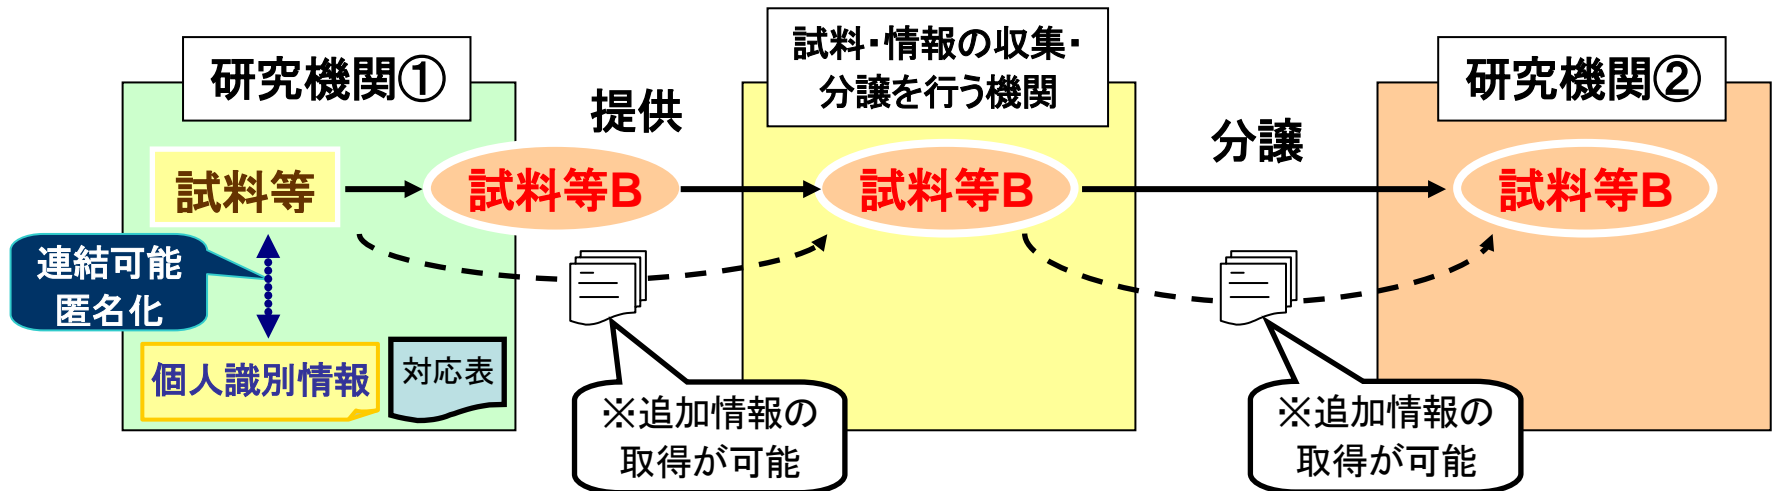 研究機関①
試料・情報の収集・
分譲を行う機関
研究機関②
提供
分譲
試料等
試料等B
試料等B
試料等B
連結可能
匿名化
個人識別情報
対応表
※追加情報の
取得が可能
※追加情報の
取得が可能